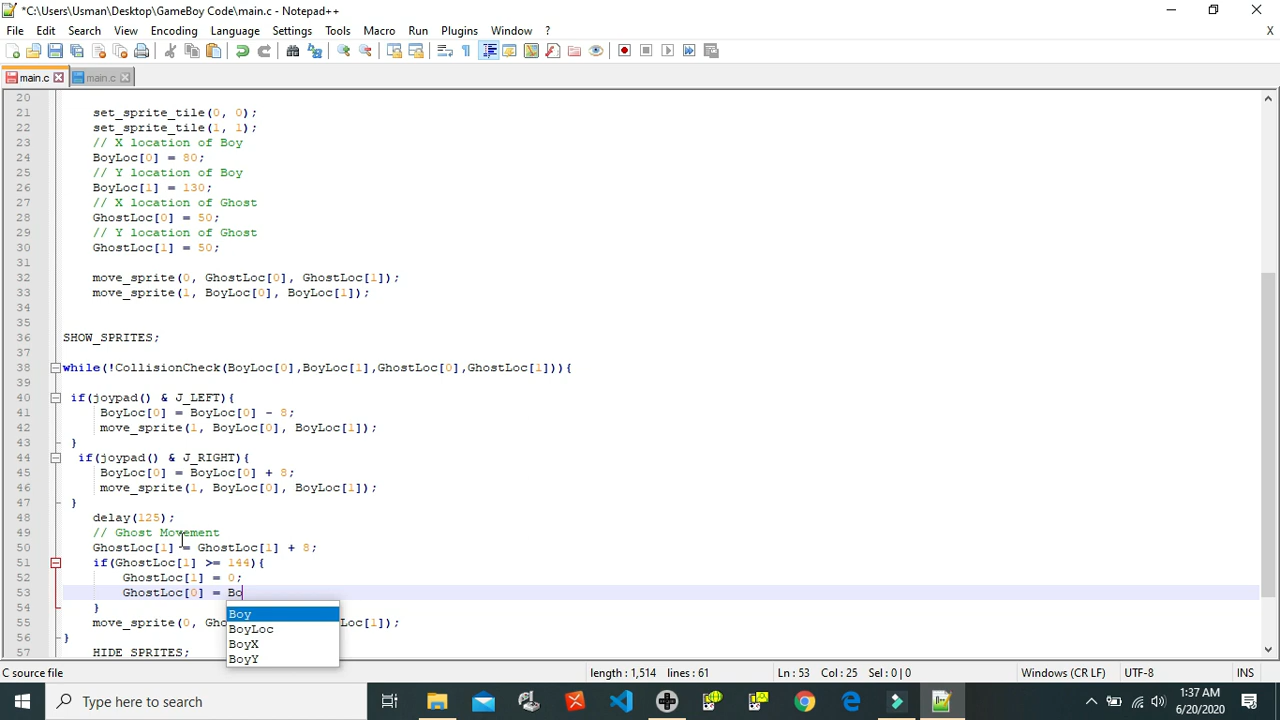 *C:\Users\Usman\Desktop\GameBoy Code\main.c - Notepad++
File Edit Search View Encoding Language Settings Tools Macro Run Plugins Window ? X
main.c main.c
20
21 set_sprite_tile(0, 0);
22 set_sprite_tile(1, 1);
23 // X location of Boy
24 BoyLoc[0] = 80;
25 // Y location of Boy
26 BoyLoc[1] = 130;
27 // X location of Ghost
28 GhostLoc[0] = 50;
29 // Y location of Ghost
30 GhostLoc[1] = 50;
31
32 move_sprite(0, GhostLoc[0], GhostLoc[1]);
33 move_sprite(1, BoyLoc[0], BoyLoc[1]);
34
35
36 SHOW_SPRITES;
37
38 while(!CollisionCheck(BoyLoc[0],BoyLoc[1],GhostLoc[0],GhostLoc[1])){
39
40 if(joypad() & J_LEFT){
41 BoyLoc[0] = BoyLoc[0] - 8;
42 move_sprite(1, BoyLoc[0], BoyLoc[1]);
43 }
44 if(joypad() & J_RIGHT){
45 BoyLoc[0] = BoyLoc[0] + 8;
46 move_sprite(1, BoyLoc[0], BoyLoc[1]);
47 }
48 delay(125);
49 // Ghost Movement
50 GhostLoc[1] = GhostLoc[1] + 8;
51 if(GhostLoc[1] >= 144){
52 GhostLoc[1] = 0;
53 GhostLoc[0] = Bo
54 }
55 move_sprite(0, Gho Loc[1]);
56 }
57 HIDE_SPRITES;
Boy
BoyLoc
BoyX
BoyY
C source file length : 1,514 lines : 61 Ln : 53 Col : 25 Sel : 0 | 0 Windows (CR LF) UTF-8 INS
Type here to search
1:37 AM
6/20/2020